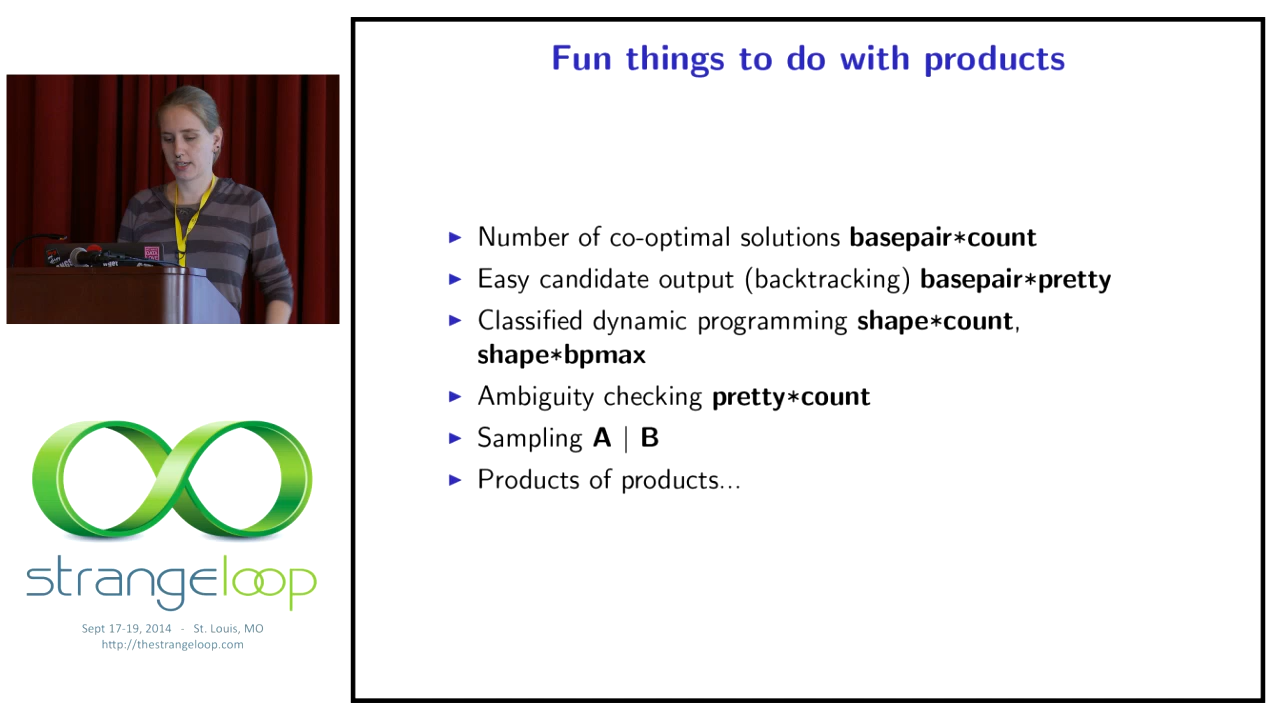 Fun things to do with products
▶ Number of co-optimal solutions basepair*count
▶ Easy candidate output (backtracking) basepair*pretty
▶ Classified dynamic programming shape*count,
shape*bpmax
▶ Ambiguity checking pretty*count
▶ Sampling A | B
▶ Products of products...
strangeloop
Sept 17-19, 2014 - St. Louis, MO
http://thestrangeloop.com